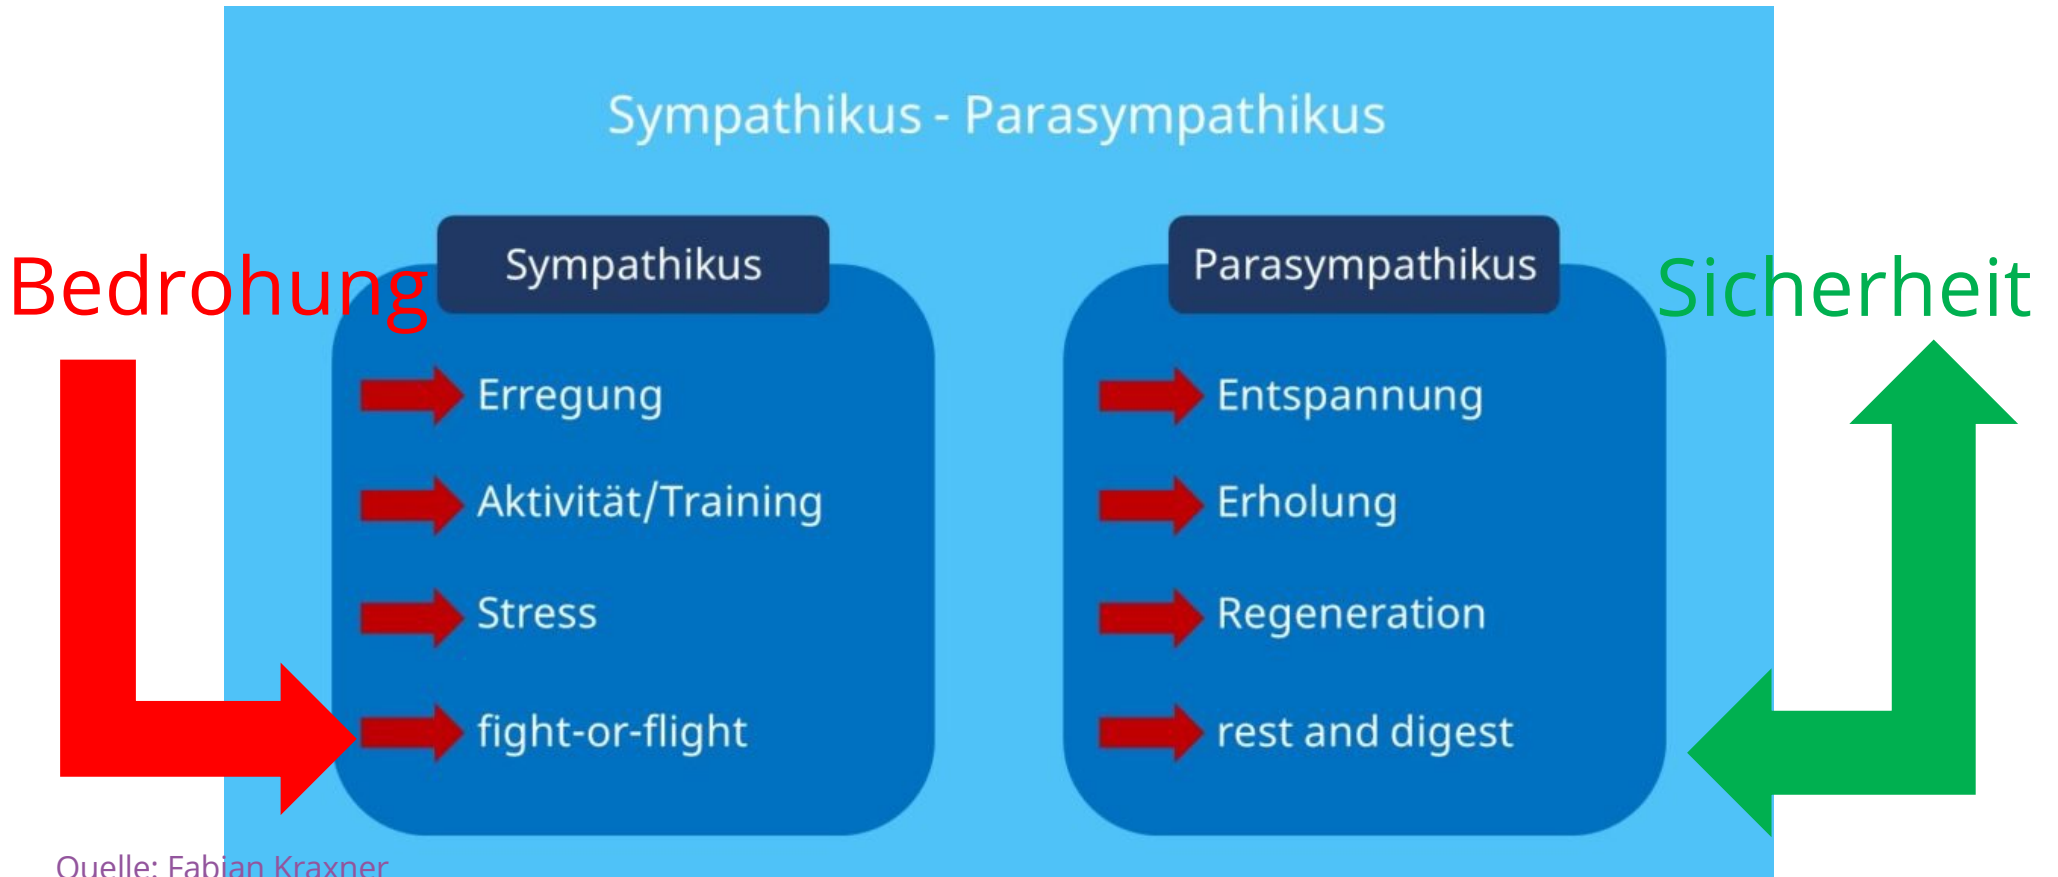 Sympathikus - Parasympathikus
Bedrohung
Sympathikus
Erregung
Aktivität/Training
Stress
fight-or-flight
Parasympathikus
Entspannung
Erholung
Regeneration
rest and digest
Sicherheit
Quelle: Fabian Kraxner